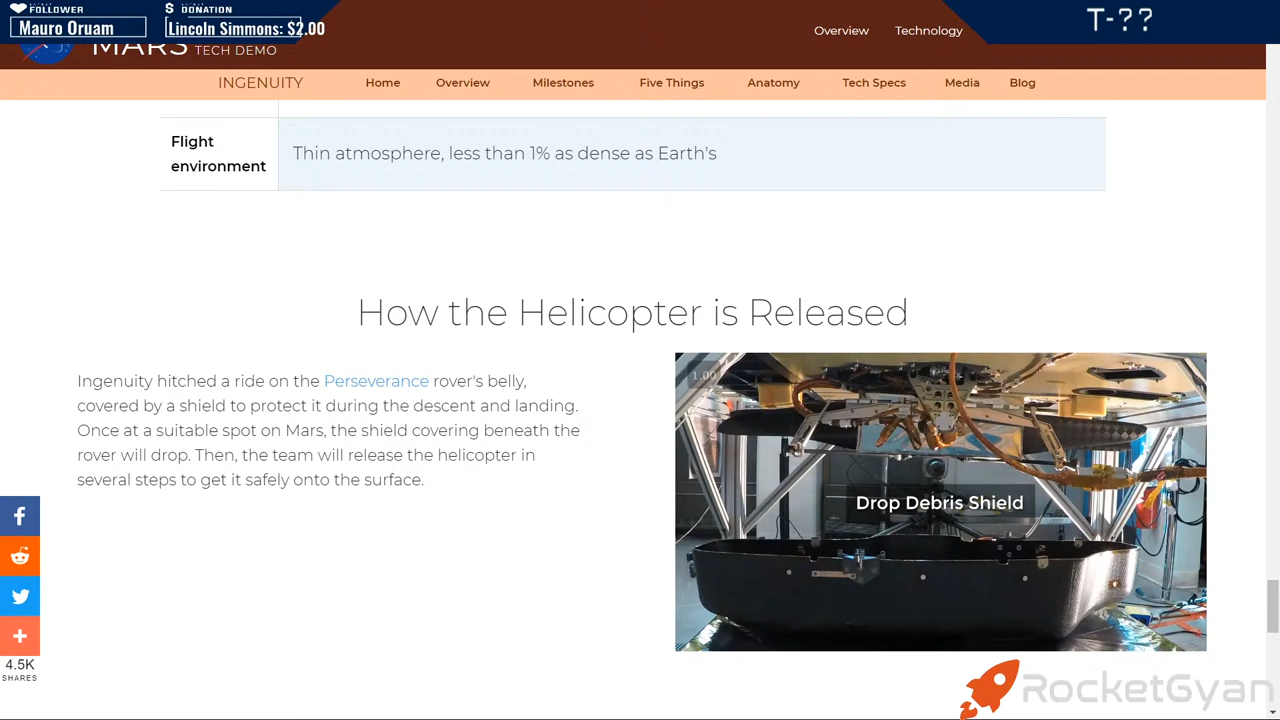 FOLLOWER
Mauro Oruam
$ DONATION
Lincoln Simmons: $2.00
T-??
MARS
TECH DEMO
Overview
Technology
INGENUITY
Home
Overview
Milestones
Five Things
Anatomy
Tech Specs
Media
Blog
Flight
environment
Thin atmosphere, less than 1% as dense as Earth's
How the Helicopter is Released
Ingenuity hitched a ride on the Perseverance rover's belly,
covered by a shield to protect it during the descent and landing.
Once at a suitable spot on Mars, the shield covering beneath the
rover will drop. Then, the team will release the helicopter in
several steps to get it safely onto the surface.
1.00
Drop Debris Shield
4.5K
SHARES
RocketGyan